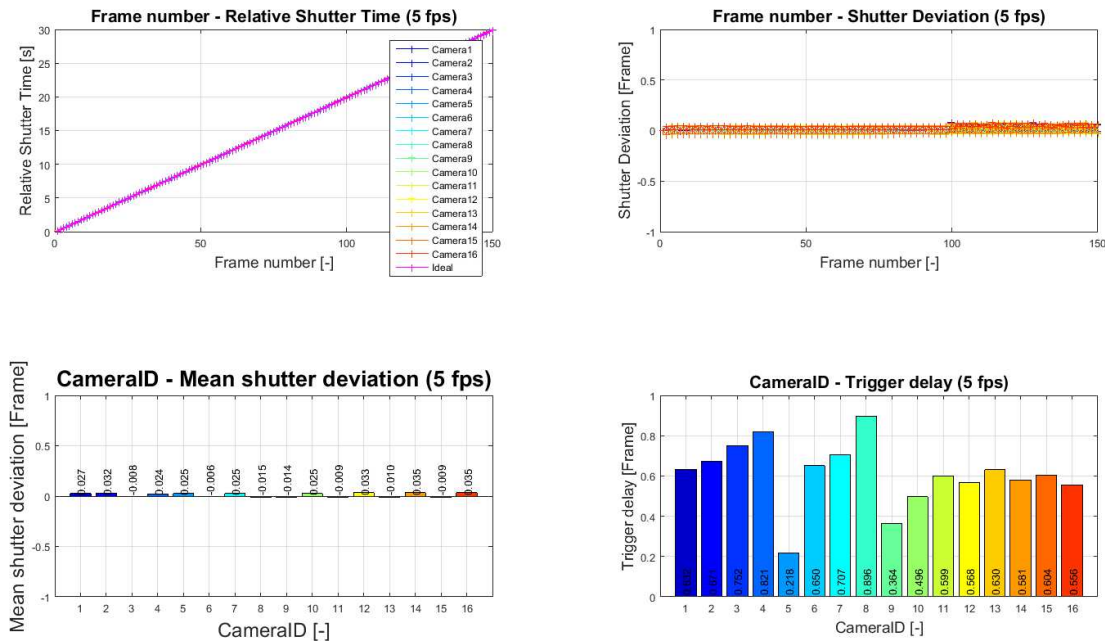 Frame number - Relative Shutter Time (5 fps)
Relative Shutter Time [s]
30
25
20
15
10
5
0
0
50
100
150
Frame number [-]
Camera1
Camera2
Camera3
Camera4
Camera5
Camera6
Camera7
Camera8
Camera9
Camera10
Camera11
Camera12
Camera13
Camera14
Camera15
Camera16
Ideal
Frame number - Shutter Deviation (5 fps)
Shutter Deviation [Frame]
1
0.5
0
-0.5
-1
0
50
100
150
Frame number [-]
CameraID - Mean shutter deviation (5 fps)
Mean shutter deviation [Frame]
1
0.5
0
-0.5
-1
0.027
0.032
-0.008
0.024
0.025
-0.006
0.025
-0.015
-0.014
0.025
-0.009
0.033
-0.010
0.035
-0.009
0.035
1 2 3 4 5 6 7 8 9 10 11 12 13 14 15 16
CameraID [-]
CameraID - Trigger delay (5 fps)
Trigger delay [Frame]
1
0.8
0.6
0.4
0.2
0
0.752
0.821
0.218
0.650
0.707
0.896
0.364
0.496
0.599
0.568
0.630
0.581
0.604
0.556
1 2 3 4 5 6 7 8 9 10 11 12 13 14 15 16
CameraID [-]